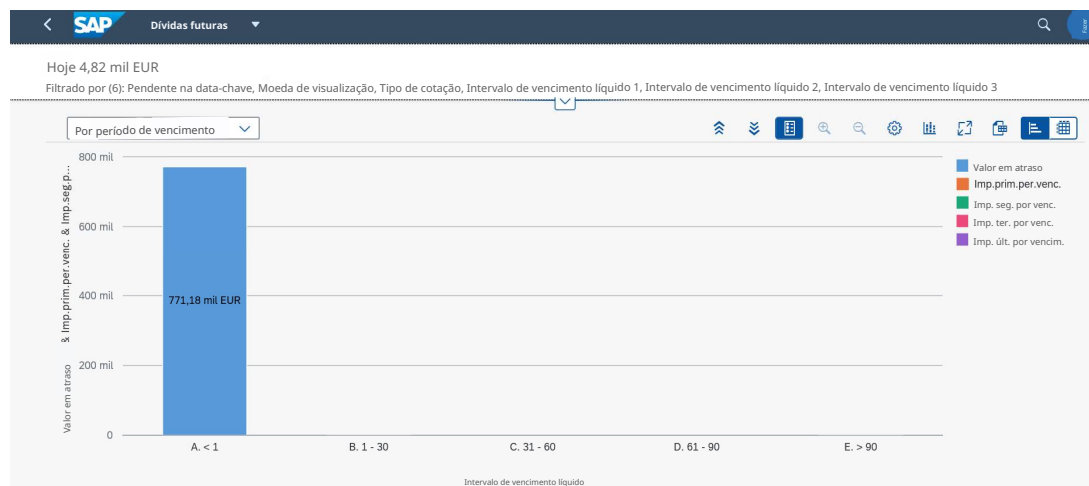 SAP Dívidas futuras
Fazer
Hoje 4,82 mil EUR
Filtrado por (6): Pendente na data-chave, Moeda de visualização, Tipo de cotação, Intervalo de vencimento líquido 1, Intervalo de vencimento líquido 2, Intervalo de vencimento líquido 3
Por período de vencimento
Valor em atraso & Imp.prim.per.venc. & Imp.seg.p...
800 mil
600 mil
400 mil
200 mil
0
771,18 mil EUR
A. < 1 B. 1 - 30 C. 31 - 60 D. 61 - 90 E. > 90
Intervalo de vencimento líquido
Valor em atraso
Imp.prim.per.venc.
Imp. seg. por venc.
Imp. ter. por venc.
Imp. últ. por vencim.